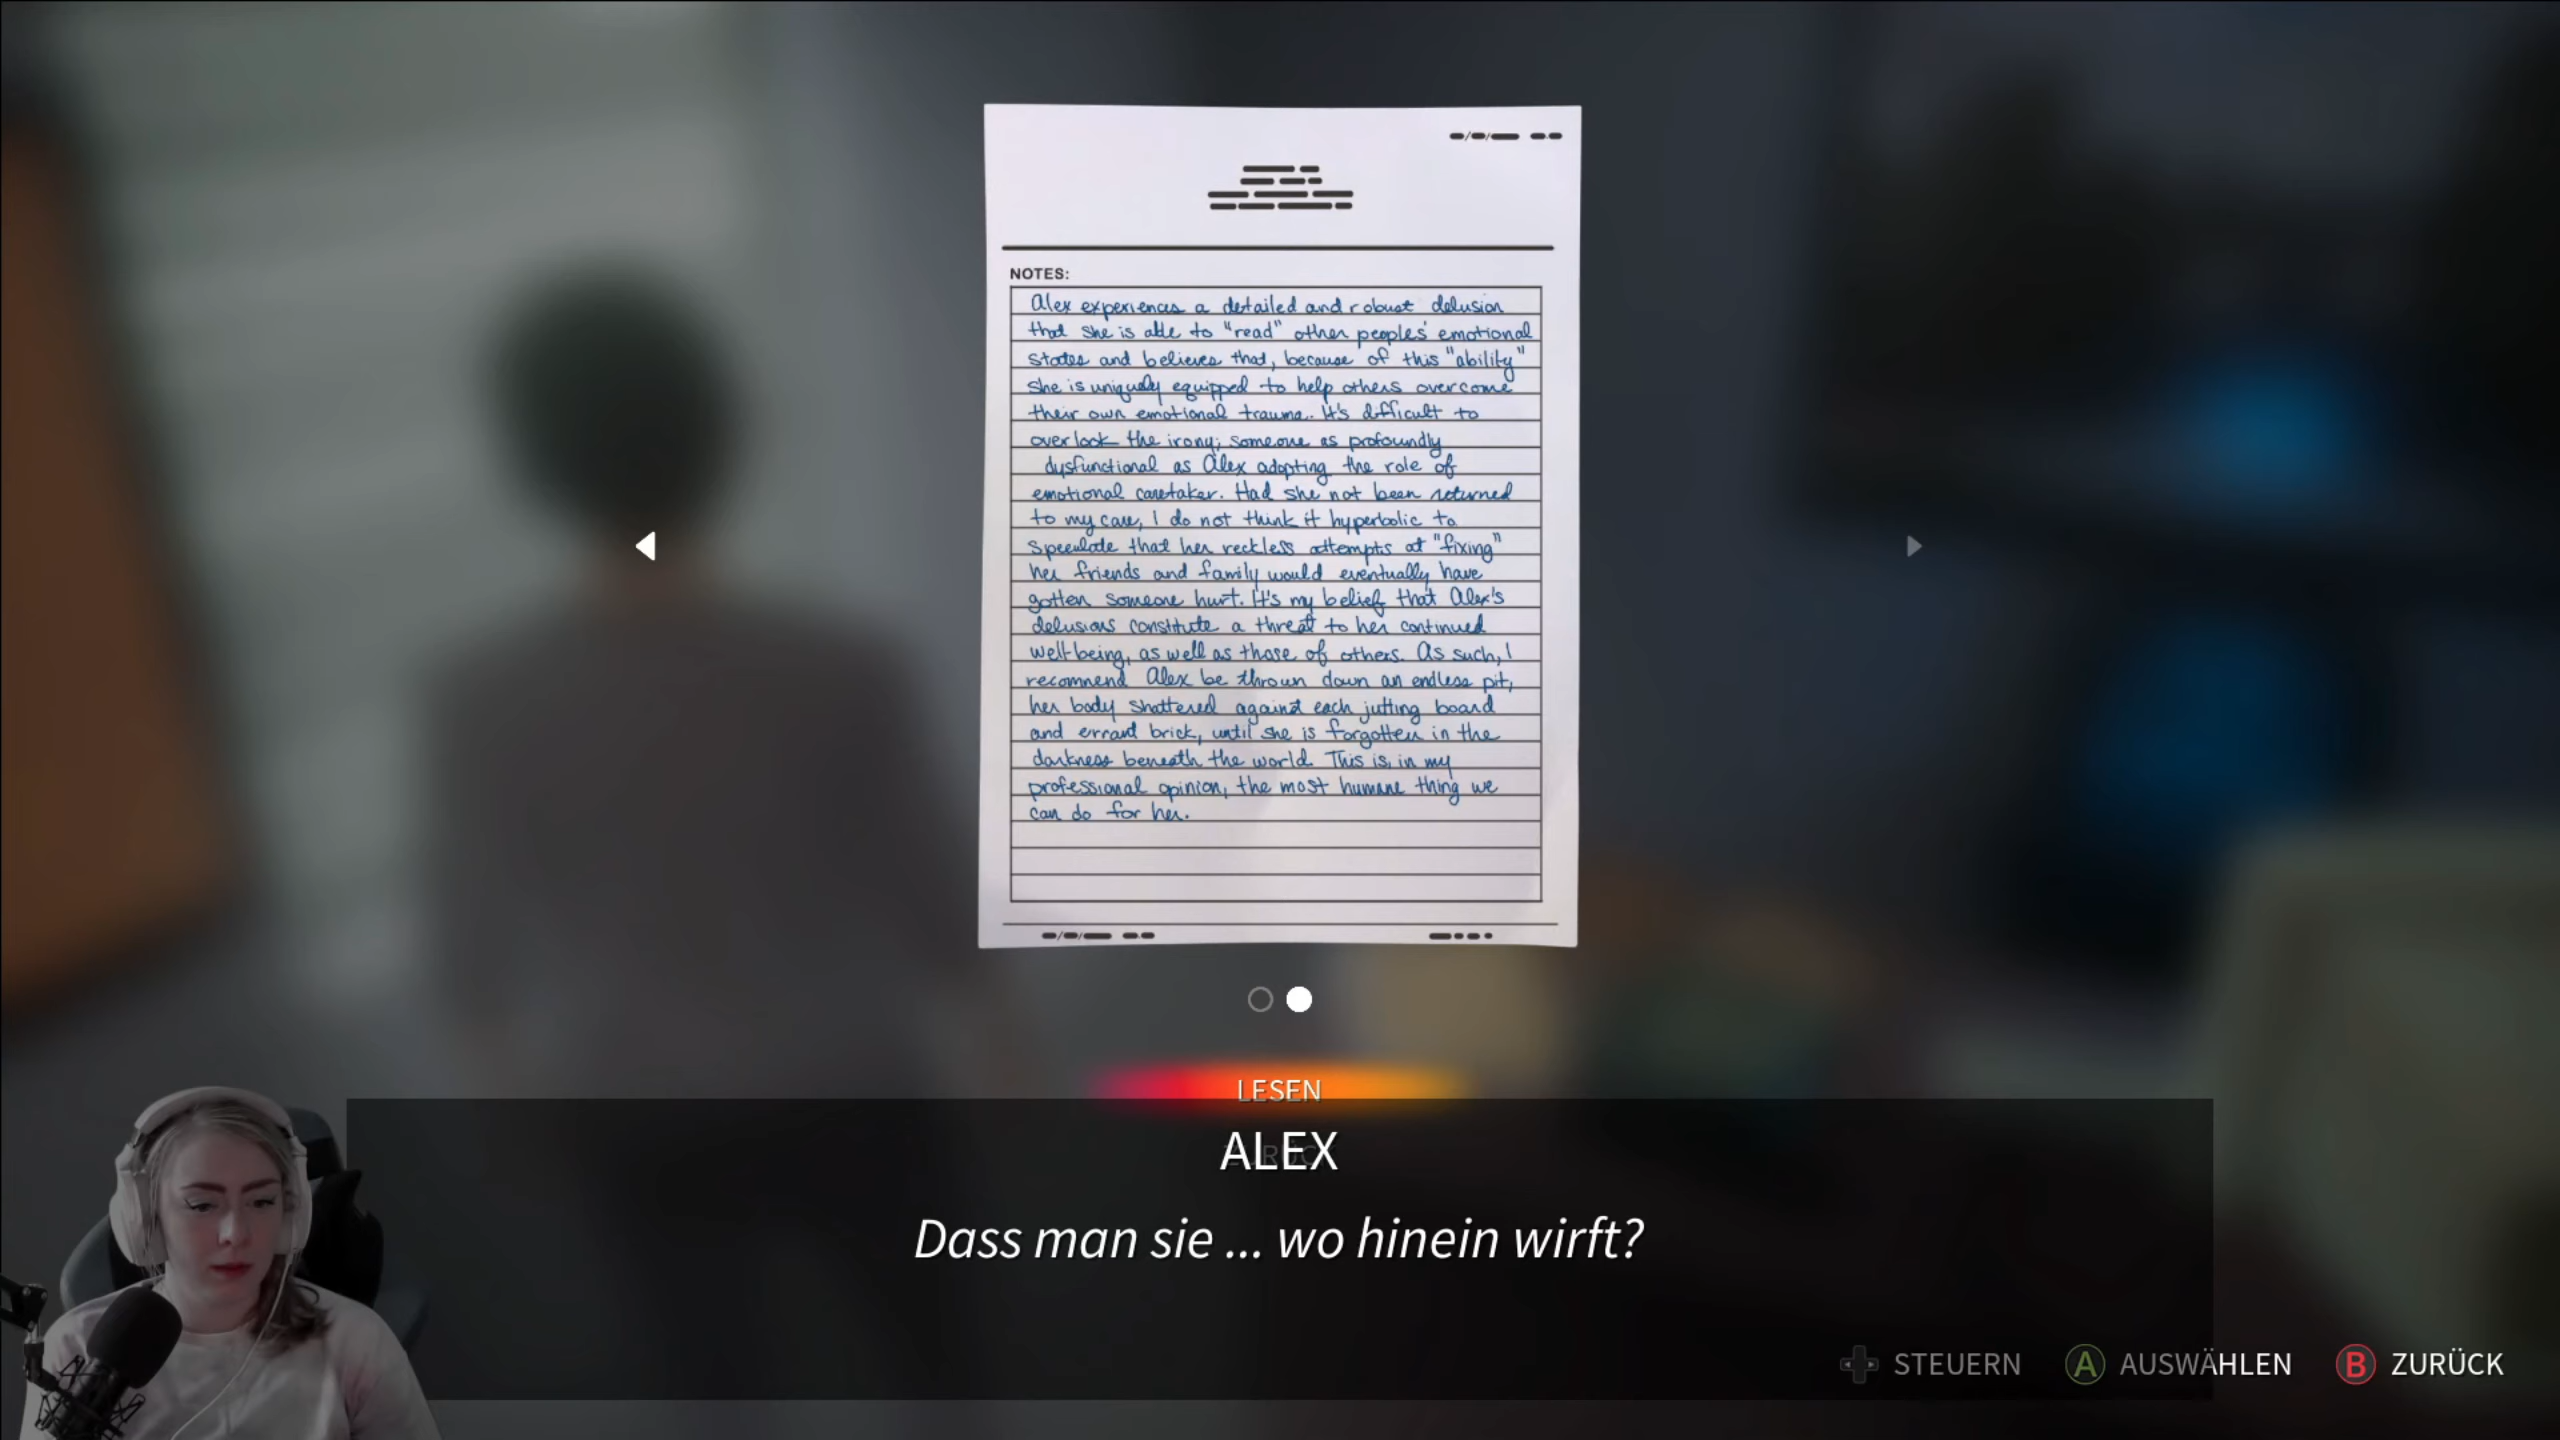 NOTES:
Alex experiences a detailed and robust delusion
that she is able to "read" other peoples' emotional
states and believes that, because of this "ability"
she is uniquely equipped to help others overcome
their own emotional trauma. It's difficult to
overlook the irony; someone as profoundly
dysfunctional as Alex adopting the role of
emotional caretaker. Had she not been returned
to my care, I do not think it hyperbolic to
speculate that her reckless attempts at "fixing"
her friends and family would eventually have
gotten someone hurt. It's my belief that Alex's
delusions constitute a threat to her continued
well-being, as well as those of others. As such, I
recommend Alex be thrown down an endless pit,
her body shattered against each jutting board
and errant brick, until she is forgotten in the
darkness beneath the world. This is, in my
professional opinion, the most humane thing we
can do for her.
LESEN
ALEX
ZURÜCK
Dass man sie ... wo hinein wirft?
STEUERN A AUSWÄHLEN B ZURÜCK